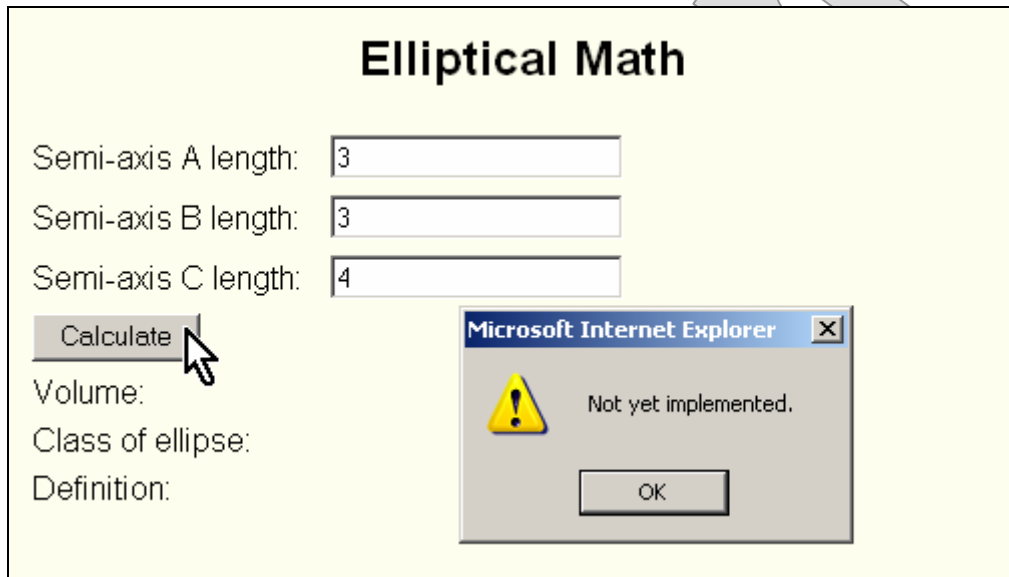 Elliptical Math
Semi-axis A length: 3
Semi-axis B length: 3
Semi-axis C length: 4
Calculate
Microsoft Internet Explorer
Not yet implemented.
OK
Volume:
Class of ellipse:
Definition: